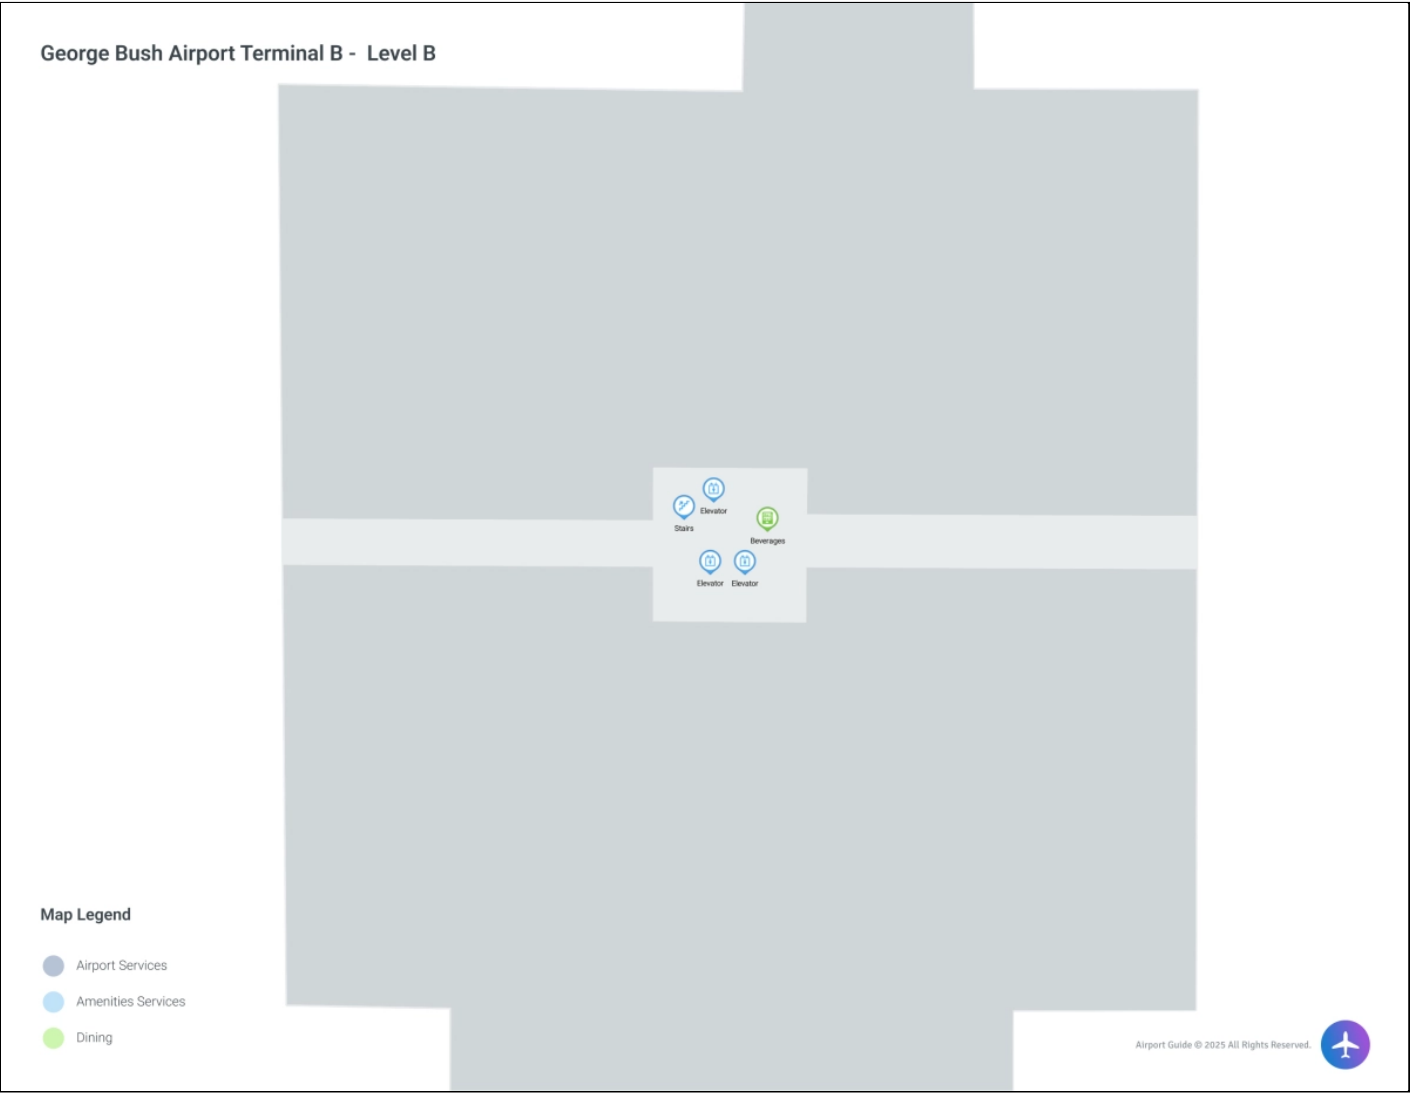 George Bush Airport Terminal B - Level B
Elevator
Stairs
Beverages
Elevator Elevator
Map Legend
Airport Services
Amenities Services
Dining
Airport Guide © 2025 All Rights Reserved.